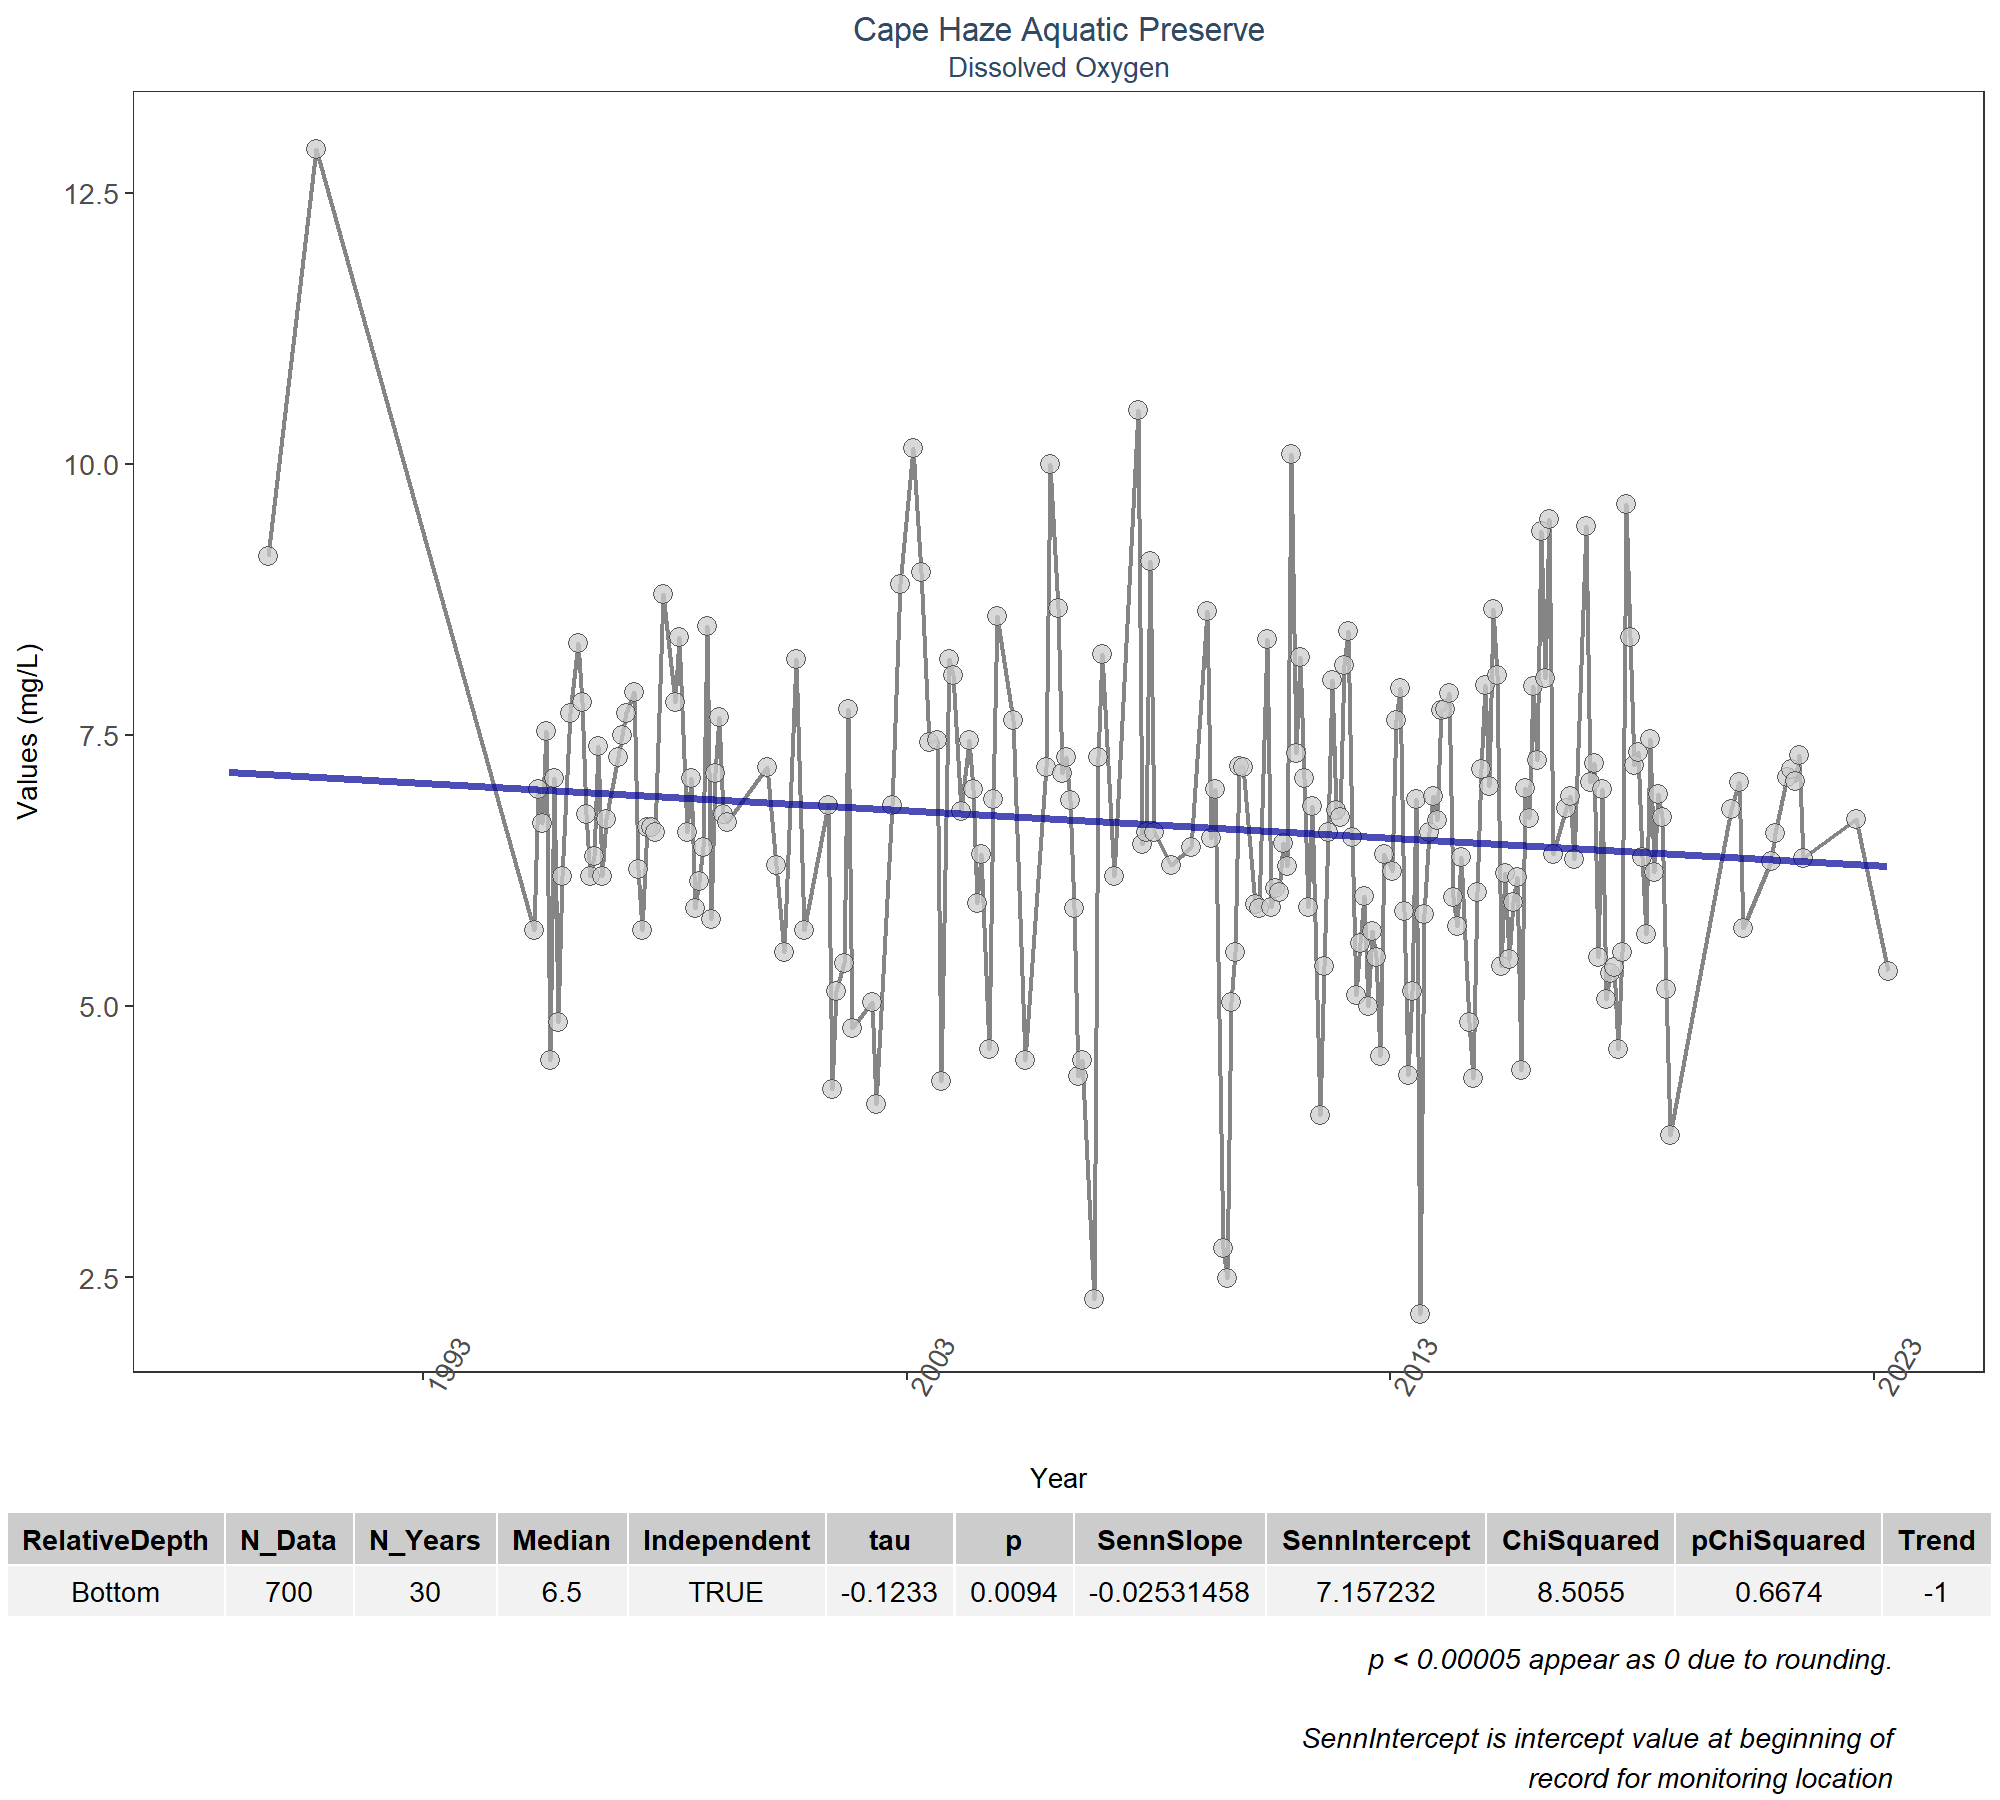 Cape Haze Aquatic Preserve
Dissolved Oxygen
Values (mg/L)
12.5
10.0
7.5
5.0
2.5
1993
2003
2013
2023
Year
RelativeDepth N_Data N_Years Median Independent tau p SennSlope SennIntercept ChiSquared pChiSquared Trend
Bottom 700 30 6.5 TRUE -0.1233 0.0094 -0.02531458 7.157232 8.5055 0.6674 -1
p < 0.00005 appear as 0 due to rounding.
SennIntercept is intercept value at beginning of
record for monitoring location